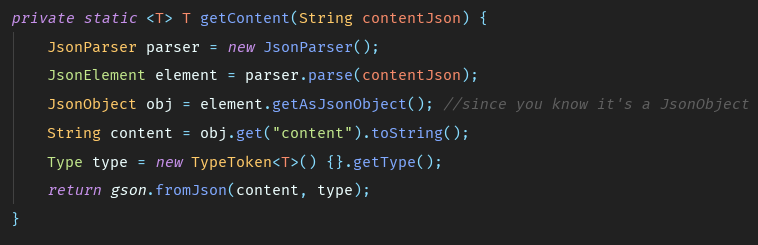 private static <T> T getContent(String contentJson) {
    JsonParser parser = new JsonParser();
    JsonElement element = parser.parse(contentJson);
    JsonObject obj = element.getAsJsonObject(); //since you know it's a JsonObject
    String content = obj.get("content").toString();
    Type type = new TypeToken<T>() {}.getType();
    return gson.fromJson(content, type);
}